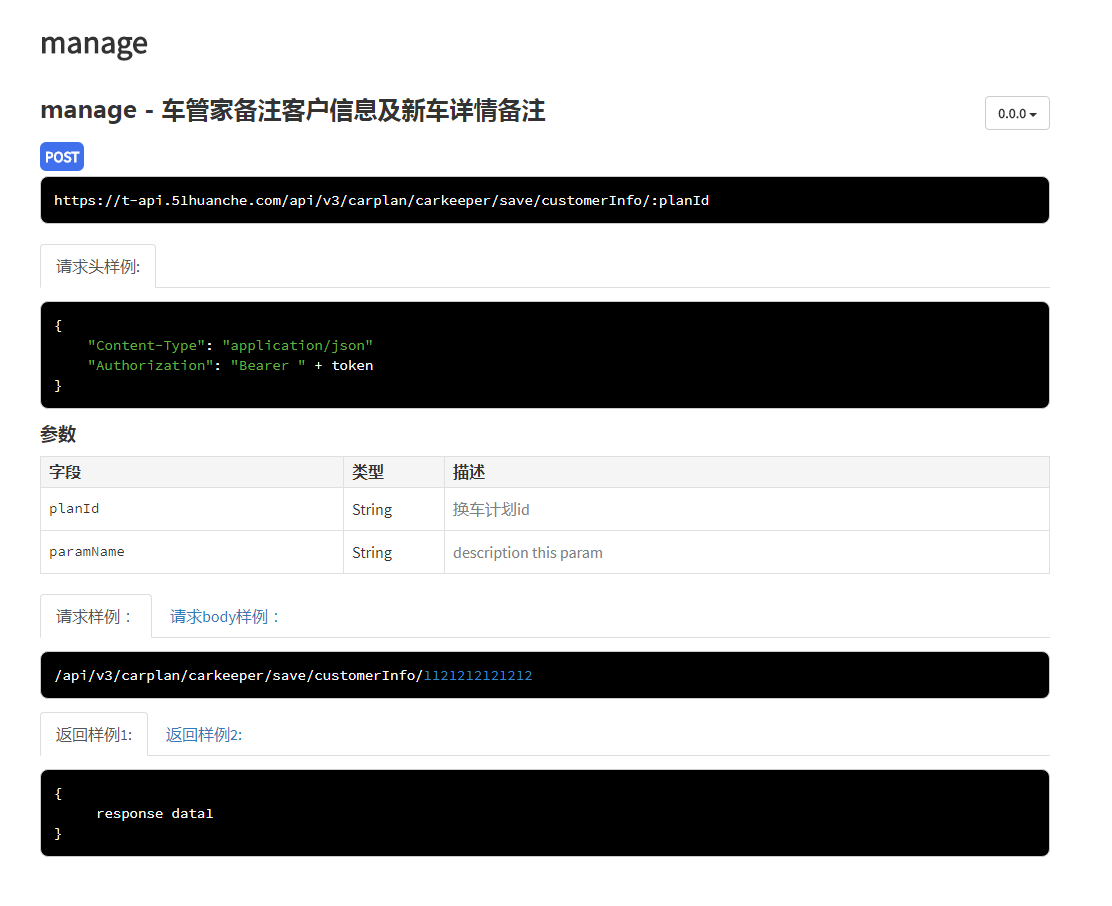 manage
manage - 车管家备注客户信息及新车详情备注
0.0.0
POST
https://t-api.51huanche.com/api/v3/carplan/carkeeper/save/customerInfo/:planId
请求头样例:
{
"Content-Type": "application/json"
"Authorization": "Bearer " + token
}
参数
字段 类型 描述
planId String 换车计划id
paramName String description this param
请求样例： 请求body样例：
/api/v3/carplan/carkeeper/save/customerInfo/1121212121212
返回样例1: 返回样例2:
{
response data1
}